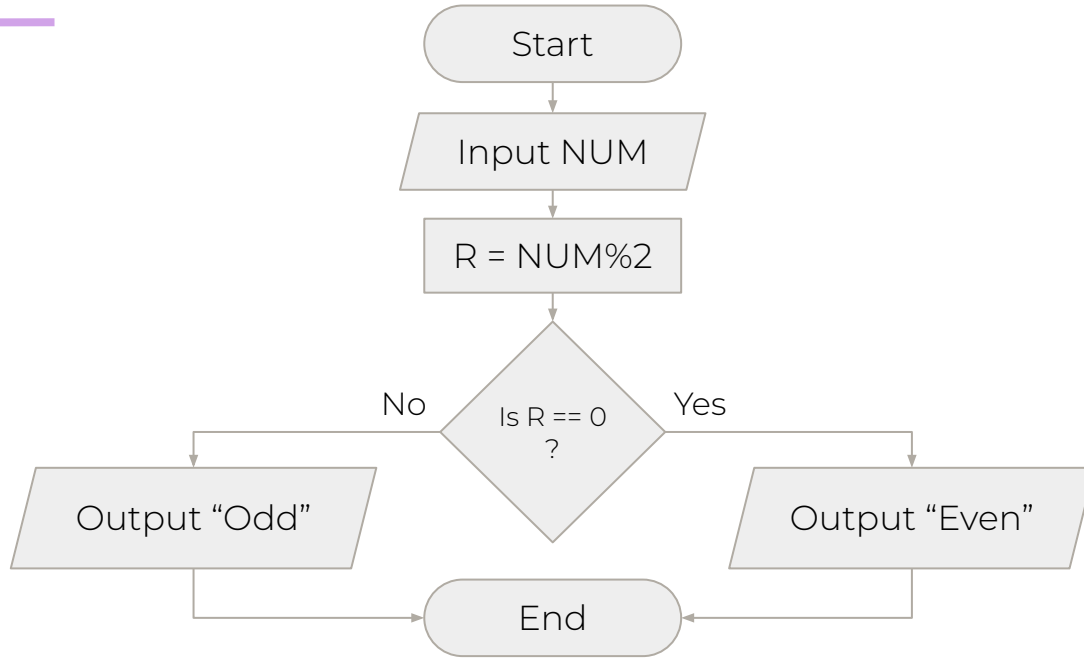 Start
Input NUM
R = NUM%2
No
Is R == 0
?
Yes
Output “Odd”
Output “Even”
End